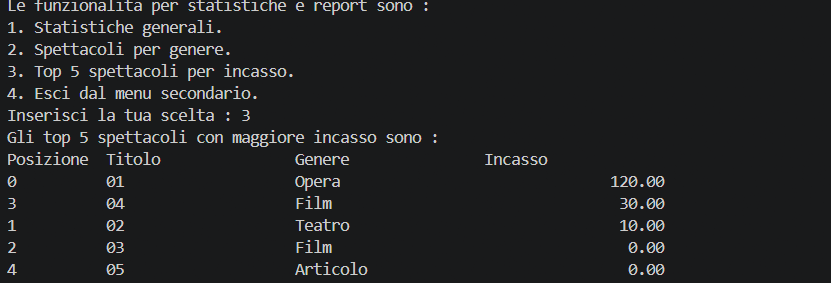 Le funzionalita per statistiche e report sono :
1. Statistiche generali.
2. Spettacoli per genere.
3. Top 5 spettacoli per incasso.
4. Esci dal menu secondario.
Inserisci la tua scelta : 3
Gli top 5 spettacoli con maggiore incasso sono :
Posizione Titolo Genere Incasso
0 01 Opera 120.00
3 04 Film 30.00
1 02 Teatro 10.00
2 03 Film 0.00
4 05 Articolo 0.00